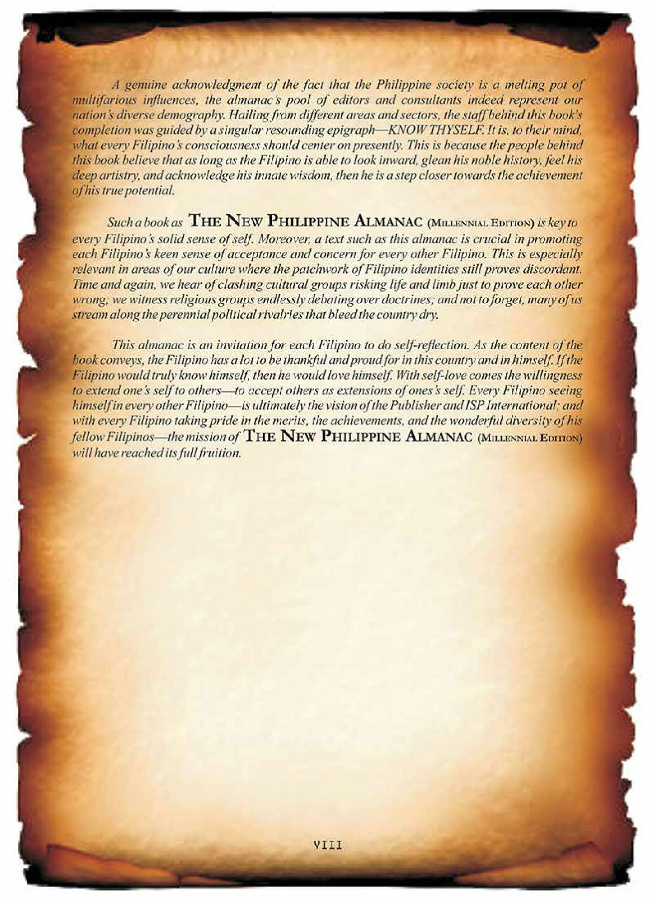 A genuine acknowledgment of the fact that the Philippine society is a melting pot of
multifarious influences, the almanac's pool of editors and consultants indeed represent our
nation's diverse demography. Hailing from different areas and sectors, the staff behind this book's
completion was guided by a singular resounding epigraph—KNOW THYSELF. It is, to their mind,
what every Filipino's consciousness should center on presently. This is because the people behind
this book believe that as long as the Filipino is able to look inward, glean his noble history, feel his
deep artistry, and acknowledge his innate wisdom, then he is a step closer towards the achievement
of his true potential.
Such a book as THE NEW PHILIPPINE ALMANAC (MILLENNIAL EDITION) is key to
every Filipino's solid sense of self. Moreover, a text such as this almanac is crucial in promoting
each Filipino's keen sense of acceptance and concern for every other Filipino. This is especially
relevant in areas of our culture where the patchwork of Filipino identities still proves discordant.
Time and again, we hear of clashing cultural groups risking life and limb just to prove each other
wrong; we witness religious groups endlessly debating over doctrines; and not to forget, many of us
stream along the perennial political rivalries that bleed the country dry.
This almanac is an invitation for each Filipino to do self-reflection. As the content of the
book conveys, the Filipino has a lot to be thankful and proud for in this country and in himself. If the
Filipino would truly know himself, then he would love himself. With self-love comes the willingness
to extend one's self to others—to accept others as extensions of ones's self. Every Filipino seeing
himself in every other Filipino—is ultimately the vision of the Publisher and ISP International; and
with every Filipino taking pride in the merits, the achievements, and the wonderful diversity of his
fellow Filipinos—the mission of THE NEW PHILIPPINE ALMANAC (MILLENNIAL EDITION)
will have reached its full fruition.
VIII